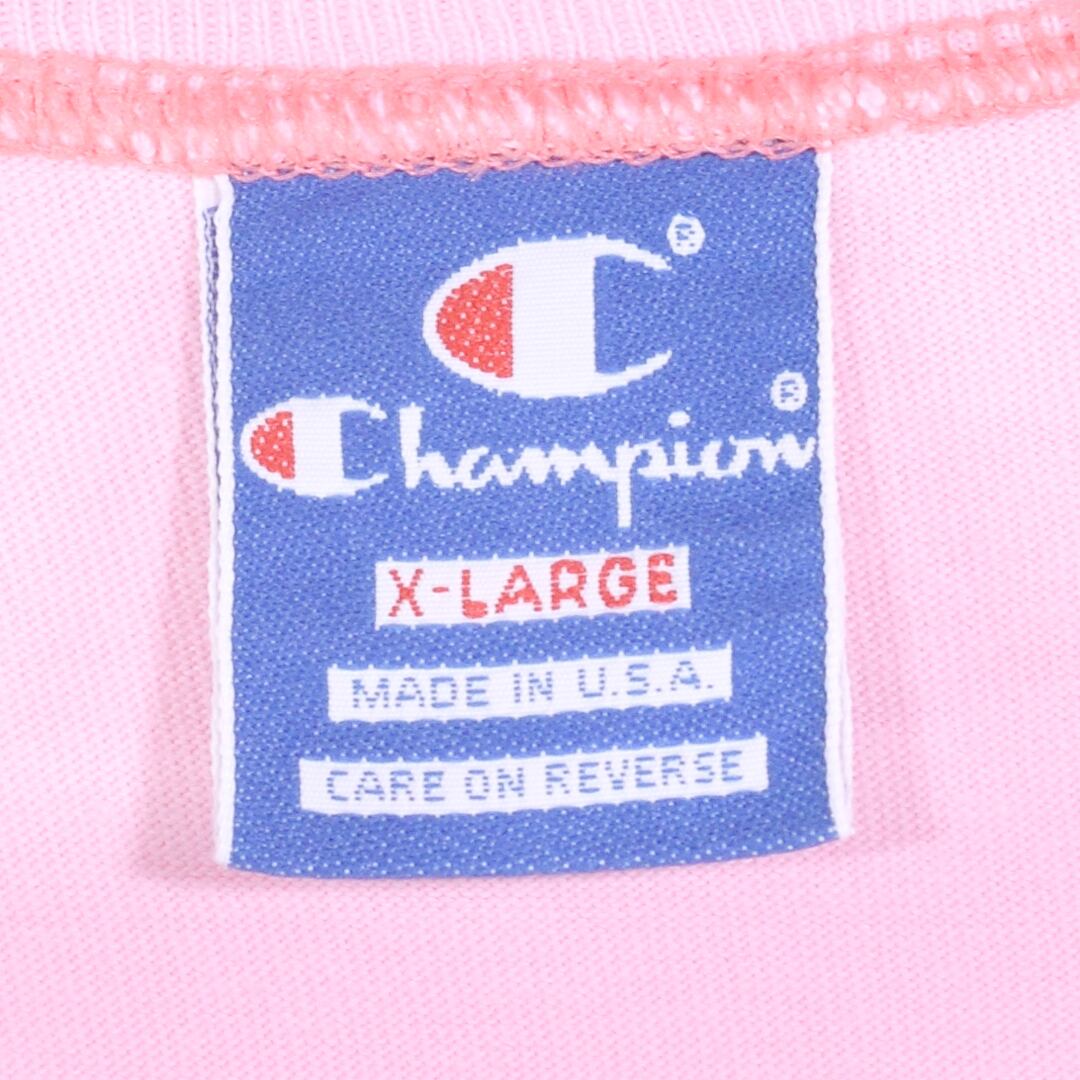 C®
Champion®
X-LARGE
MADE IN U.S.A.
CARE ON REVERSE